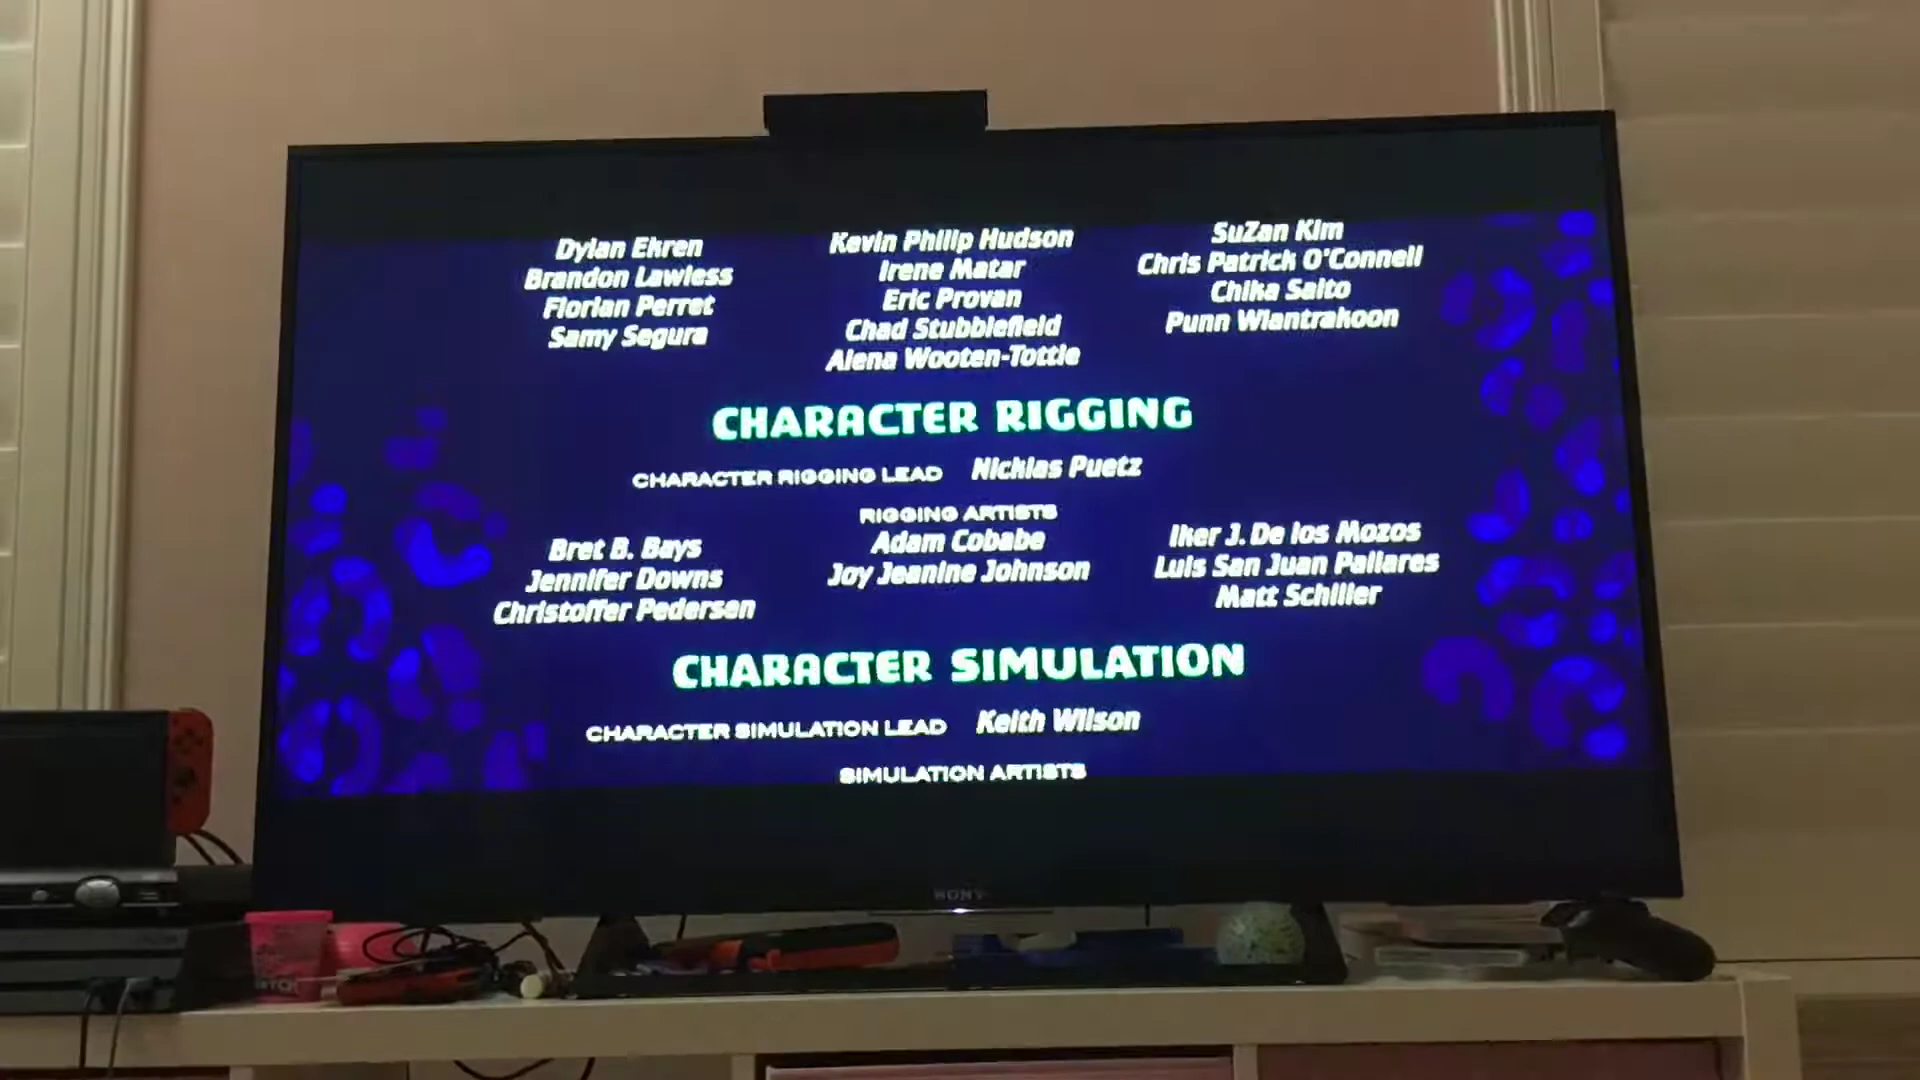 Dylan Ekren
Brandon Lawless
Florian Perret
Samy Segura
Kevin Philip Hudson
Irene Matar
Eric Provan
Chad Stubblefield
Alena Wooten-Tottle
SuZan Kim
Chris Patrick O'Connell
Chika Saito
Punn Wiantrakoon
CHARACTER RIGGING
CHARACTER RIGGING LEAD Nicklas Puetz
RIGGING ARTISTS
Bret B. Bays
Jennifer Downs
Christoffer Pedersen
Adam Cobabe
Joy Jeanine Johnson
Iker J. De los Mozos
Luis San Juan Pallares
Matt Schiller
CHARACTER SIMULATION
CHARACTER SIMULATION LEAD Keith Wilson
SIMULATION ARTISTS
SONY